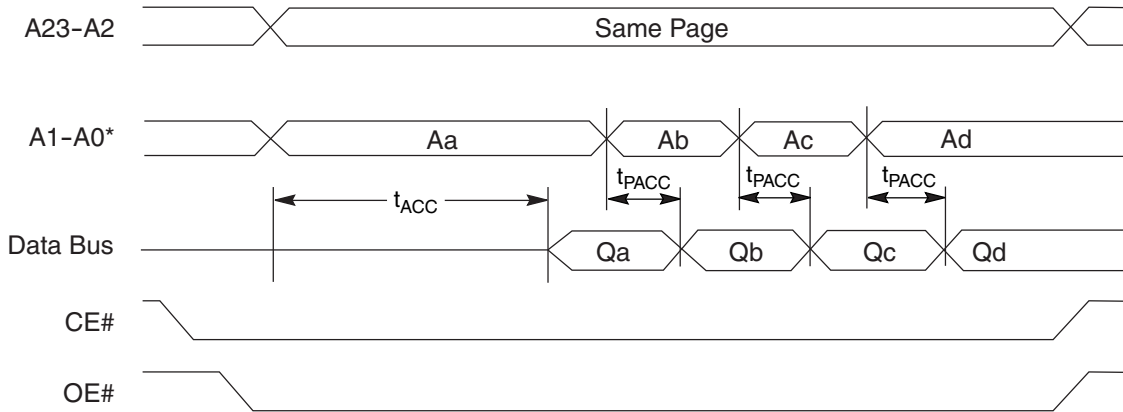 A23–A2
Same Page
A1–A0*
Aa
Ab
Ac
Ad
tACC
tPACC
tPACC
tPACC
Data Bus
Qa
Qb
Qc
Qd
CE#
OE#